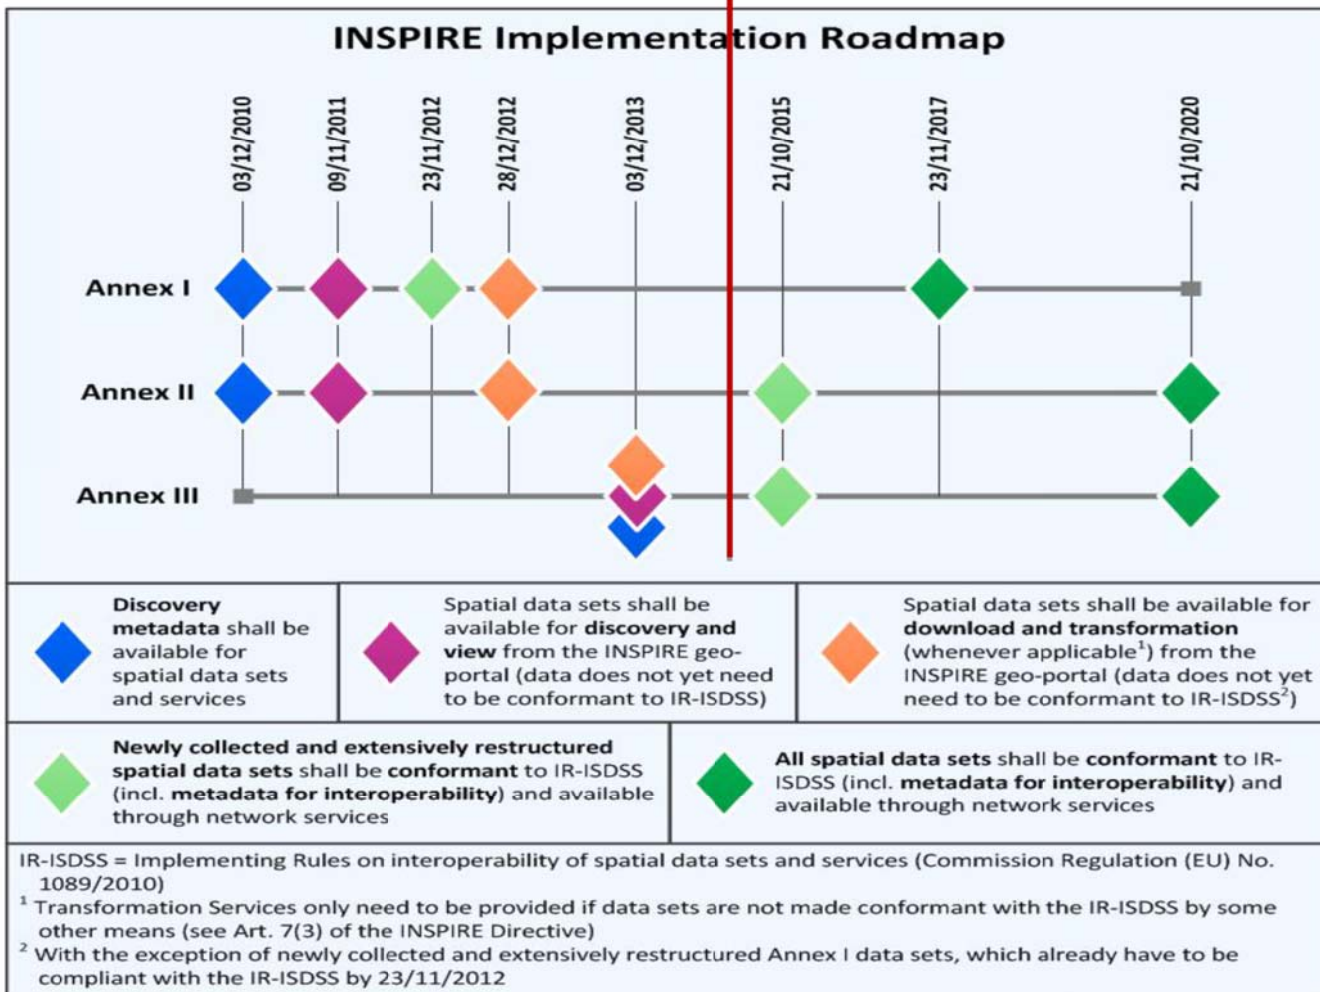 INSPIRE Implementation Roadmap
03/12/2010
09/11/2011
23/11/2012
28/12/2012
03/12/2013
21/10/2015
23/11/2017
21/10/2020
Annex I
Annex II
Annex III
Discovery
metadata shall be
available for
spatial data sets
and services
Spatial data sets shall be
available for discovery and
view from the INSPIRE geo-
portal (data does not yet need
to be conformant to IR-ISDSS)
Spatial data sets shall be available for
download and transformation
(whenever applicable¹) from the
INSPIRE geo-portal (data does not yet
need to be conformant to IR-ISDSS²)
Newly collected and extensively restructured
spatial data sets shall be conformant to IR-ISDSS
(incl. metadata for interoperability) and available
through network services
All spatial data sets shall be conformant to IR-
ISDSS (incl. metadata for interoperability) and
available through network services
IR-ISDSS = Implementing Rules on interoperability of spatial data sets and services (Commission Regulation (EU) No.
1089/2010)
¹ Transformation Services only need to be provided if data sets are not made conformant with the IR-ISDSS by some
other means (see Art. 7(3) of the INSPIRE Directive)
² With the exception of newly collected and extensively restructured Annex I data sets, which already have to be
compliant with the IR-ISDSS by 23/11/2012